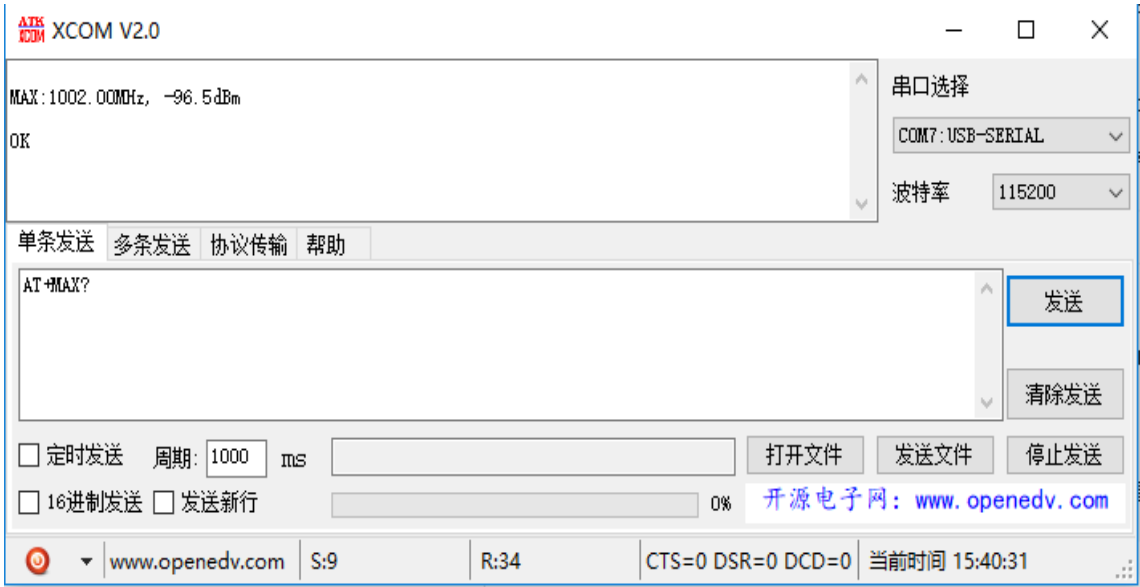 ATK XCOM XCOM V2.0
MAX:1002.00MHz, -96.5dBm
OK
串口选择
COM7:USB-SERIAL
波特率 115200
单条发送 多条发送 协议传输 帮助
AT+MAX?
发送
清除发送
定时发送 周期: 1000 ms 打开文件 发送文件 停止发送
16进制发送 发送新行 0% 开源电子网: www.openedv.com
www.openedv.com S:9 R:34 CTS=0 DSR=0 DCD=0 当前时间 15:40:31